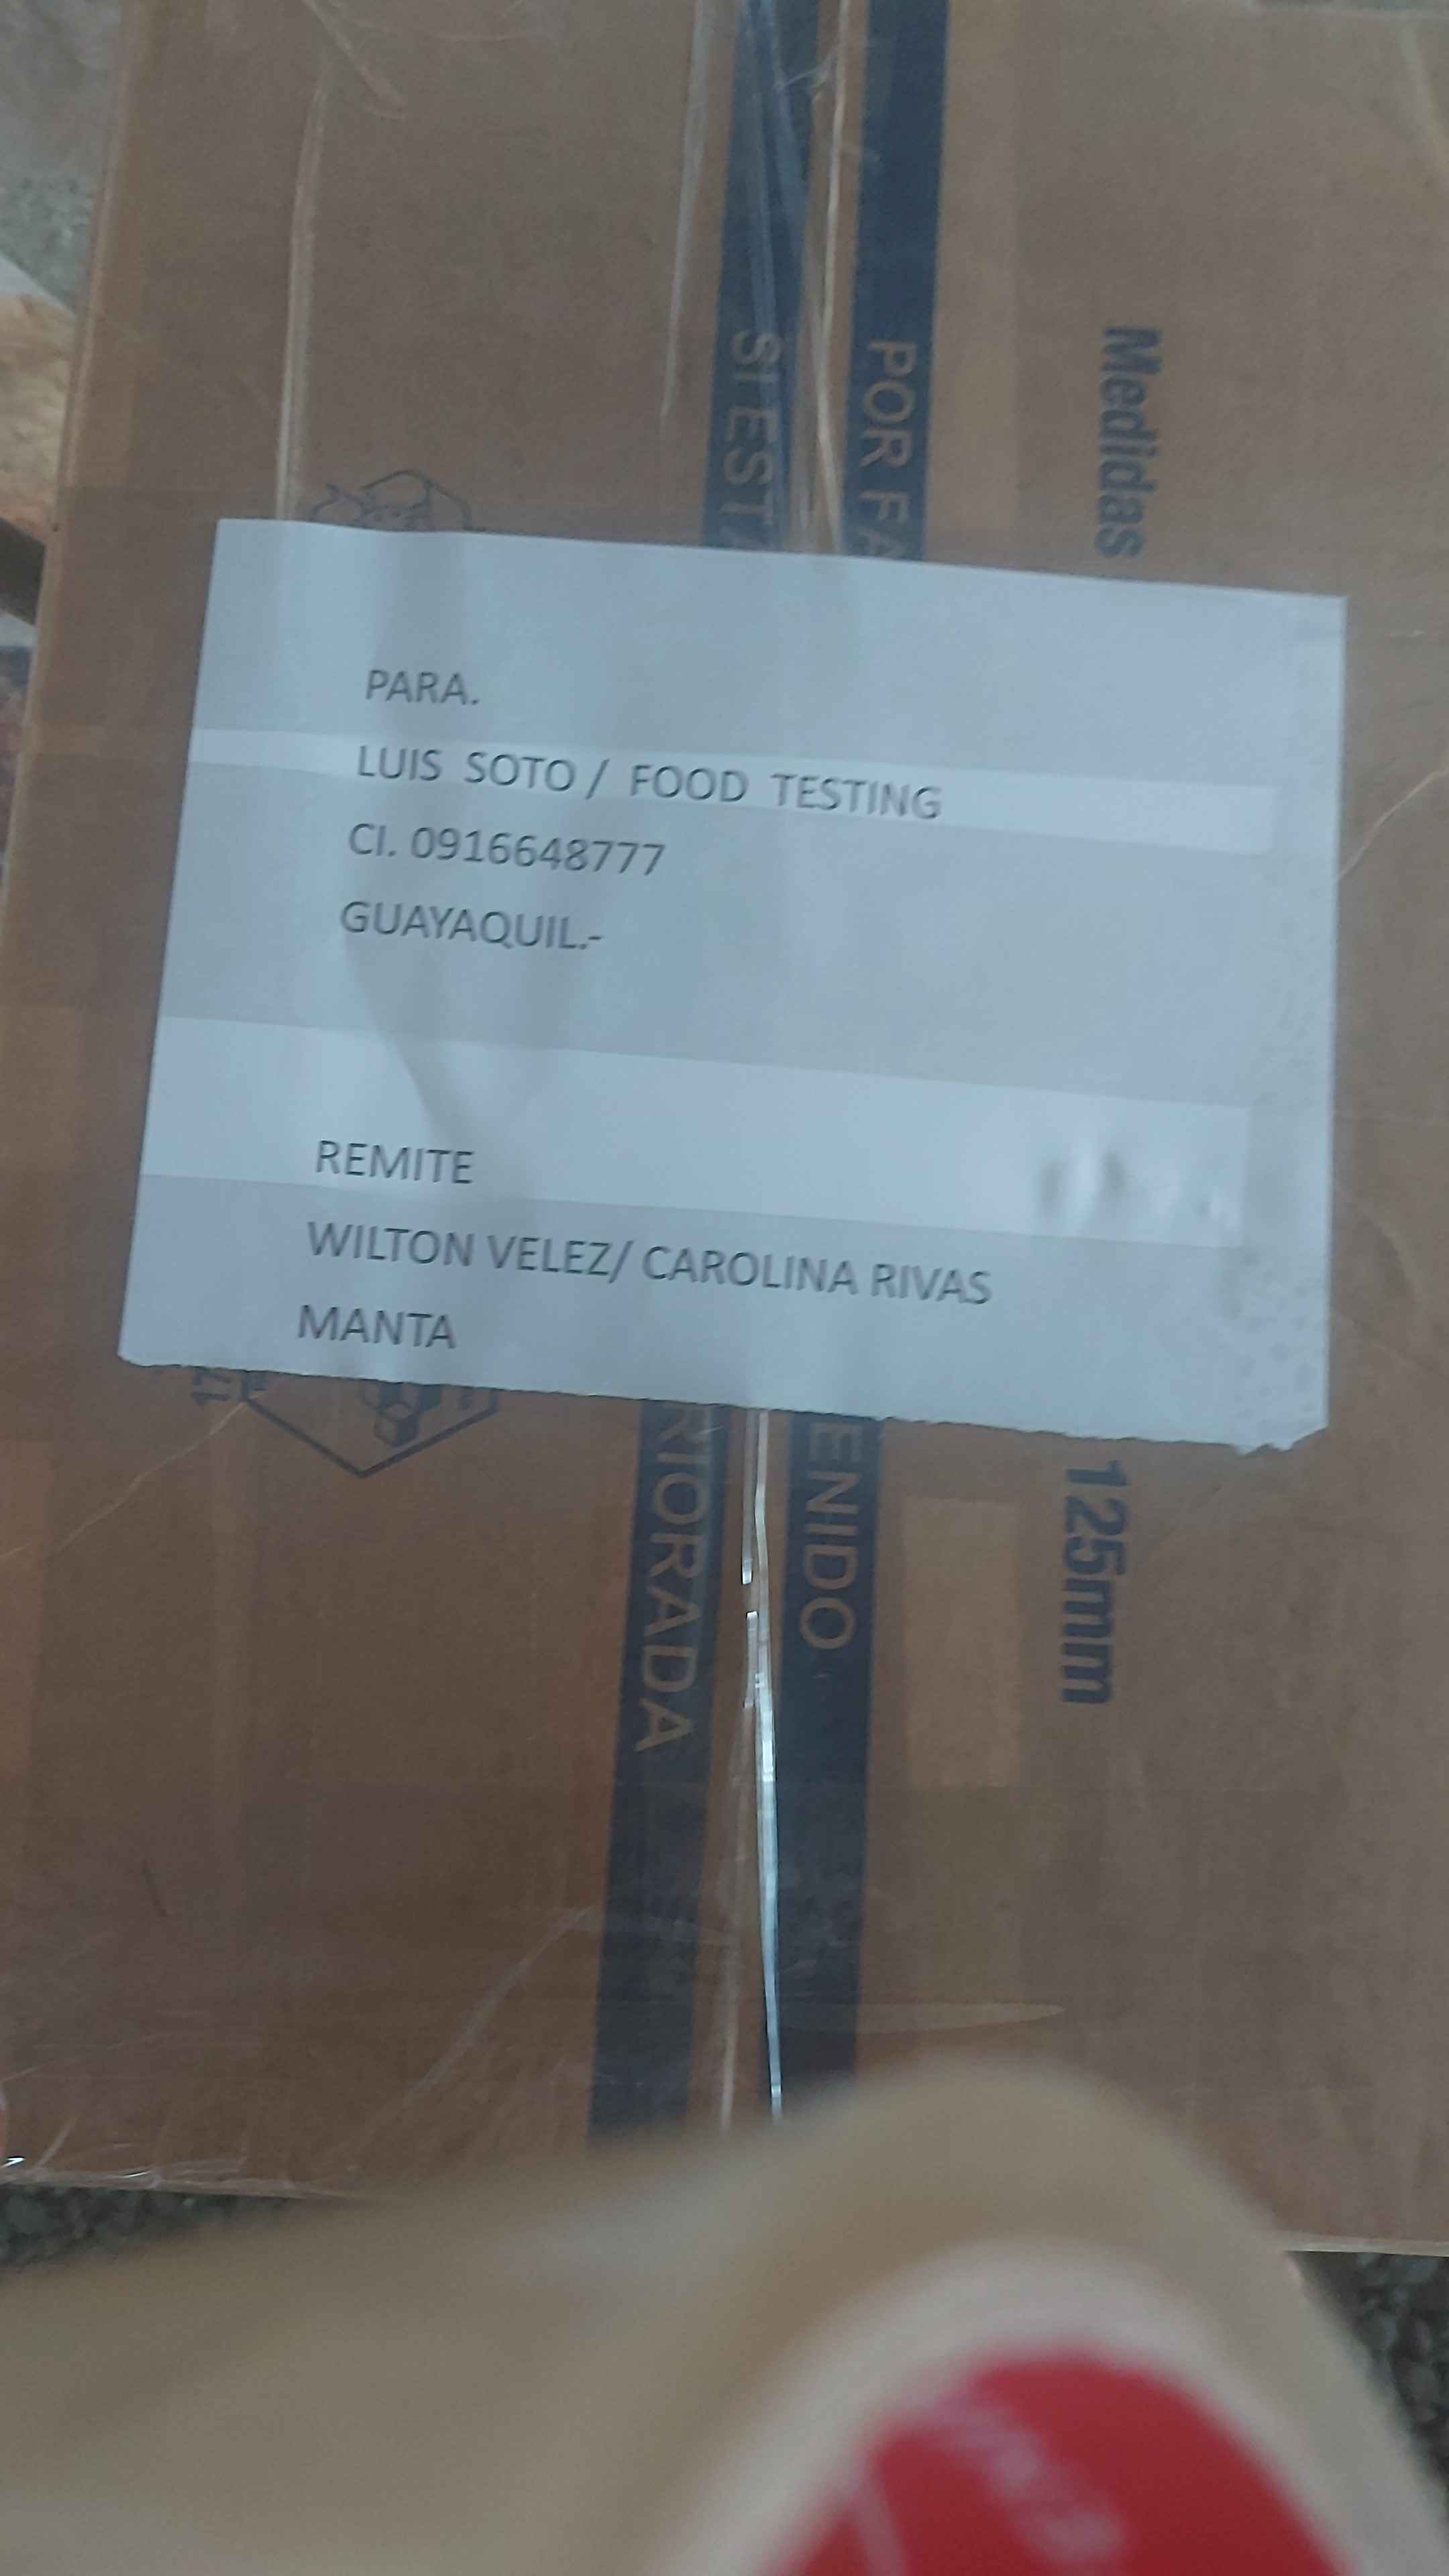 PARA.
LUIS SOTO / FOOD TESTING
CI. 0916648777
GUAYAQUIL.-
REMITE
WILTON VELEZ/ CAROLINA RIVAS
MANTA
Medidas
125mm
POR FA
ENIDO
SI EST
RIORADA